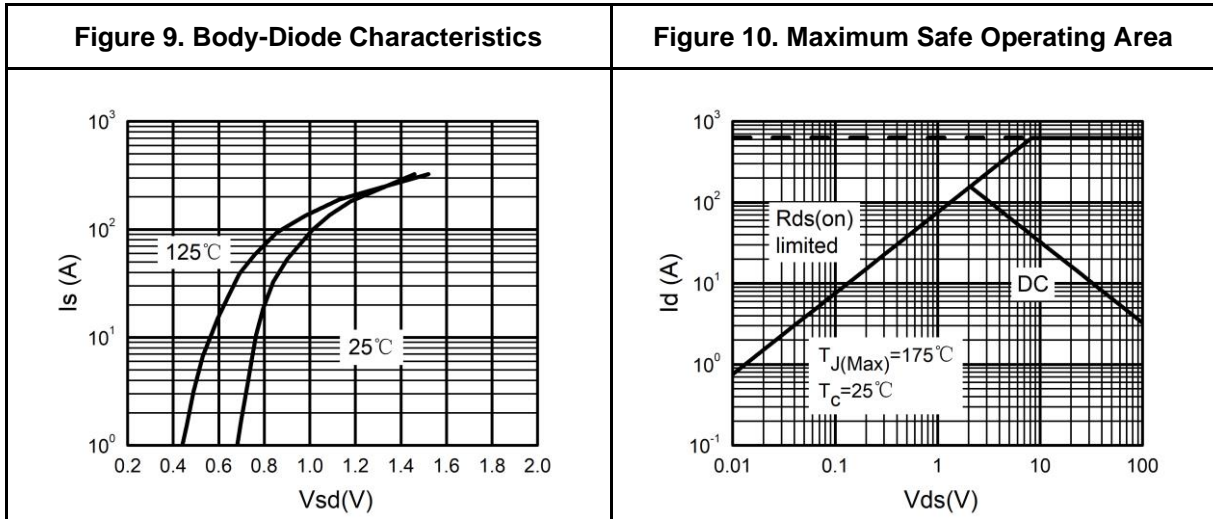 Figure 9. Body-Diode Characteristics
Figure 10. Maximum Safe Operating Area
10³
10²
10¹
10⁰
Is (A)
125℃
25℃
0.2 0.4 0.6 0.8 1.0 1.2 1.4 1.6 1.8 2.0
Vsd(V)
10³
10²
10¹
10⁰
10⁻¹
Id (A)
Rds(on)
limited
DC
T_J(Max)=175℃
T_c=25℃
0.01 0.1 1 10 100
Vds(V)